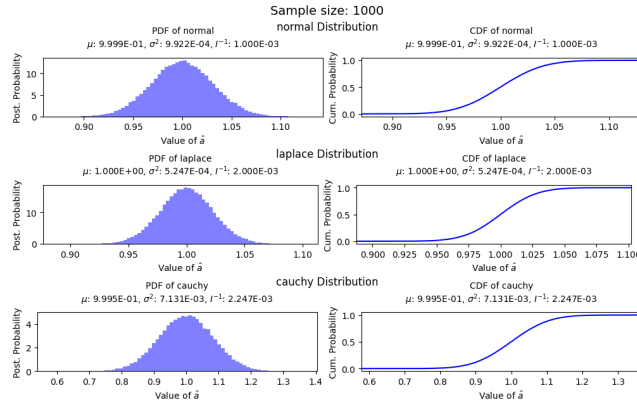 Sample size: 1000
normal Distribution
PDF of normal
μ: 9.999E-01, σ²: 9.922E-04, I⁻¹: 1.000E-03
Post. Probability
10
5
0
0.90 0.95 1.00 1.05 1.10
Value of â
CDF of normal
μ: 9.999E-01, σ²: 9.922E-04, I⁻¹: 1.000E-03
Cum. Probability
1.0
0.5
0.0
0.90 0.95 1.00 1.05 1.10
Value of â
laplace Distribution
PDF of laplace
μ: 1.000E+00, σ²: 5.247E-04, I⁻¹: 2.000E-03
Post. Probability
10
0
0.90 0.95 1.00 1.05 1.10
Value of â
CDF of laplace
μ: 1.000E+00, σ²: 5.247E-04, I⁻¹: 2.000E-03
Cum. Probability
1.0
0.5
0.0
0.900 0.925 0.950 0.975 1.000 1.025 1.050 1.075 1.100
Value of â
cauchy Distribution
PDF of cauchy
μ: 9.995E-01, σ²: 7.131E-03, I⁻¹: 2.247E-03
Post. Probability
4
2
0
0.6 0.7 0.8 0.9 1.0 1.1 1.2 1.3 1.4
Value of â
CDF of cauchy
μ: 9.995E-01, σ²: 7.131E-03, I⁻¹: 2.247E-03
Cum. Probability
1.0
0.5
0.0
0.6 0.7 0.8 0.9 1.0 1.1 1.2 1.3
Value of â